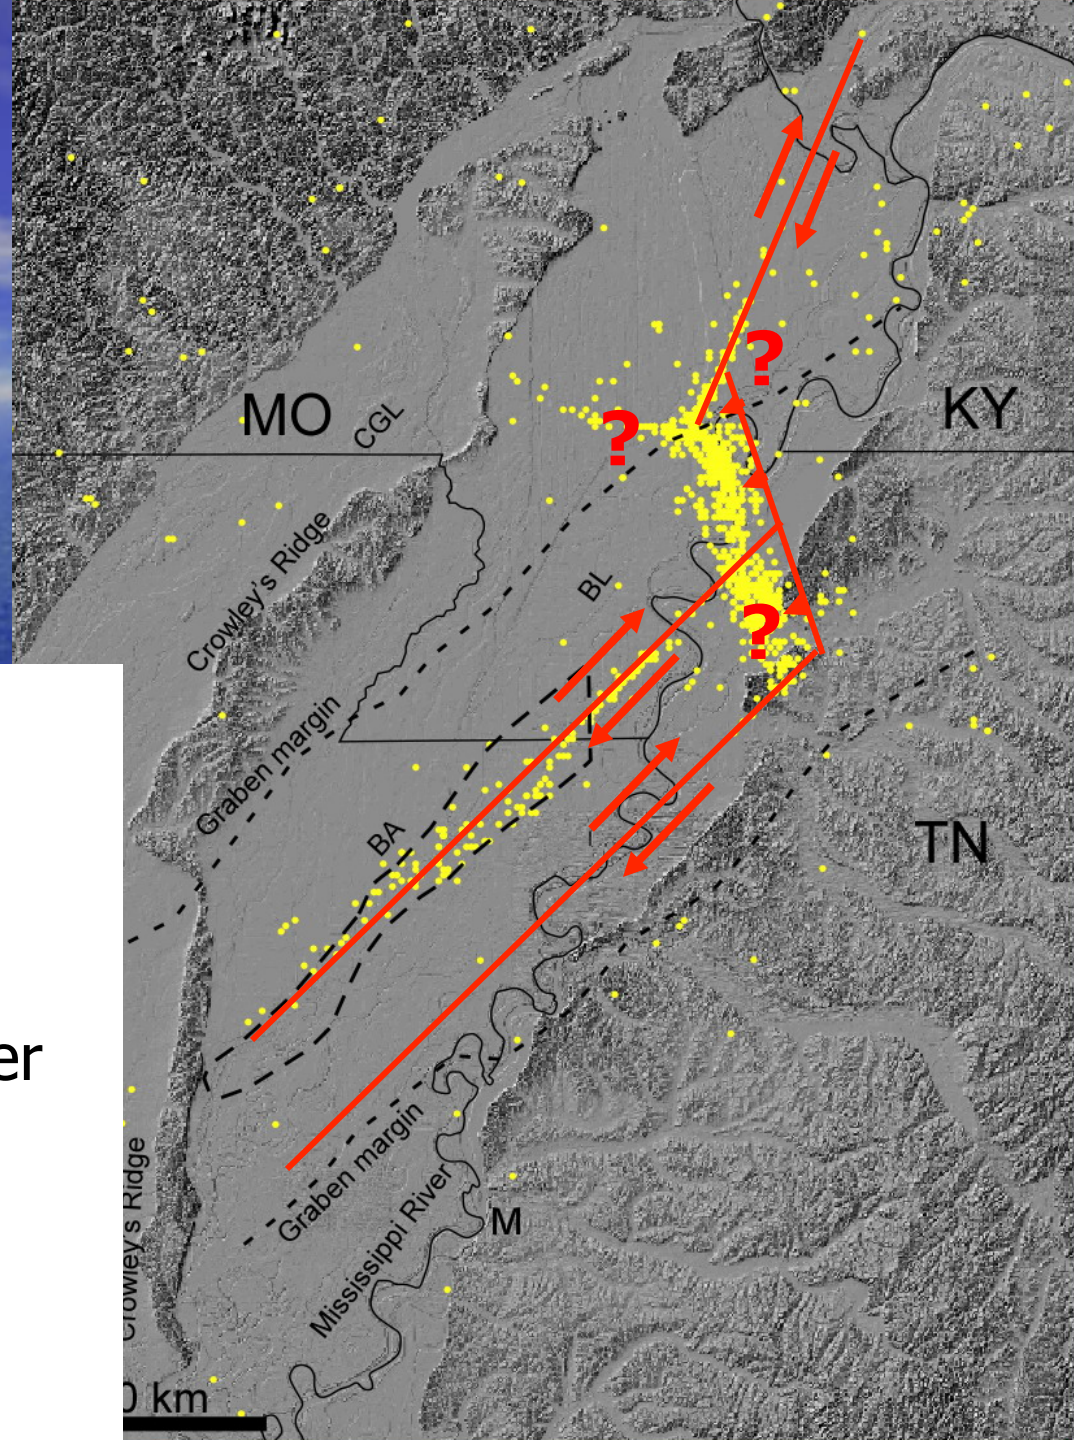 ?
MO
CGL
KY
?
Crowley's Ridge
BL
?
Graben margin
BA
TN
er
Graben margin
Crowley's Ridge
Mississippi River
M
0 km